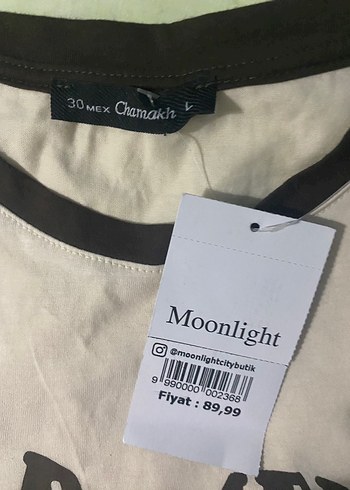 30 MEX Chamakh
Moonlight
@moonlightcitybutik
9 990000 002368
Fiyat : 89,99